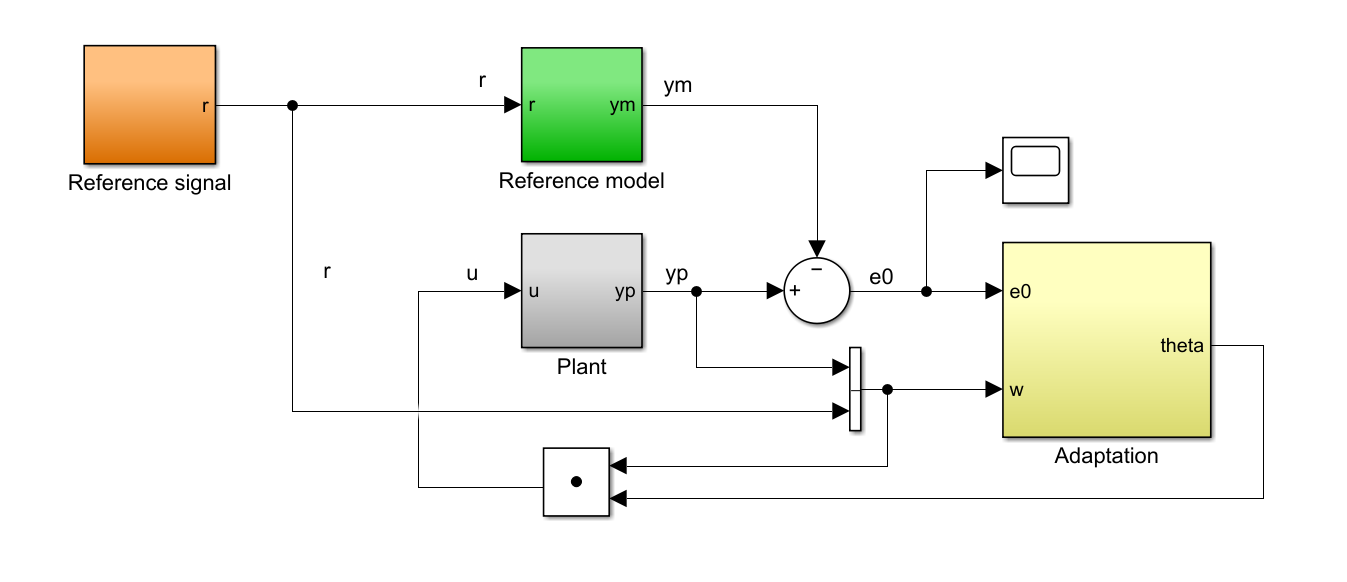 r
Reference signal
r
r
ym
ym
Reference model
r
u
u
yp
yp
Plant
−
+
e0
e0
theta
w
Adaptation